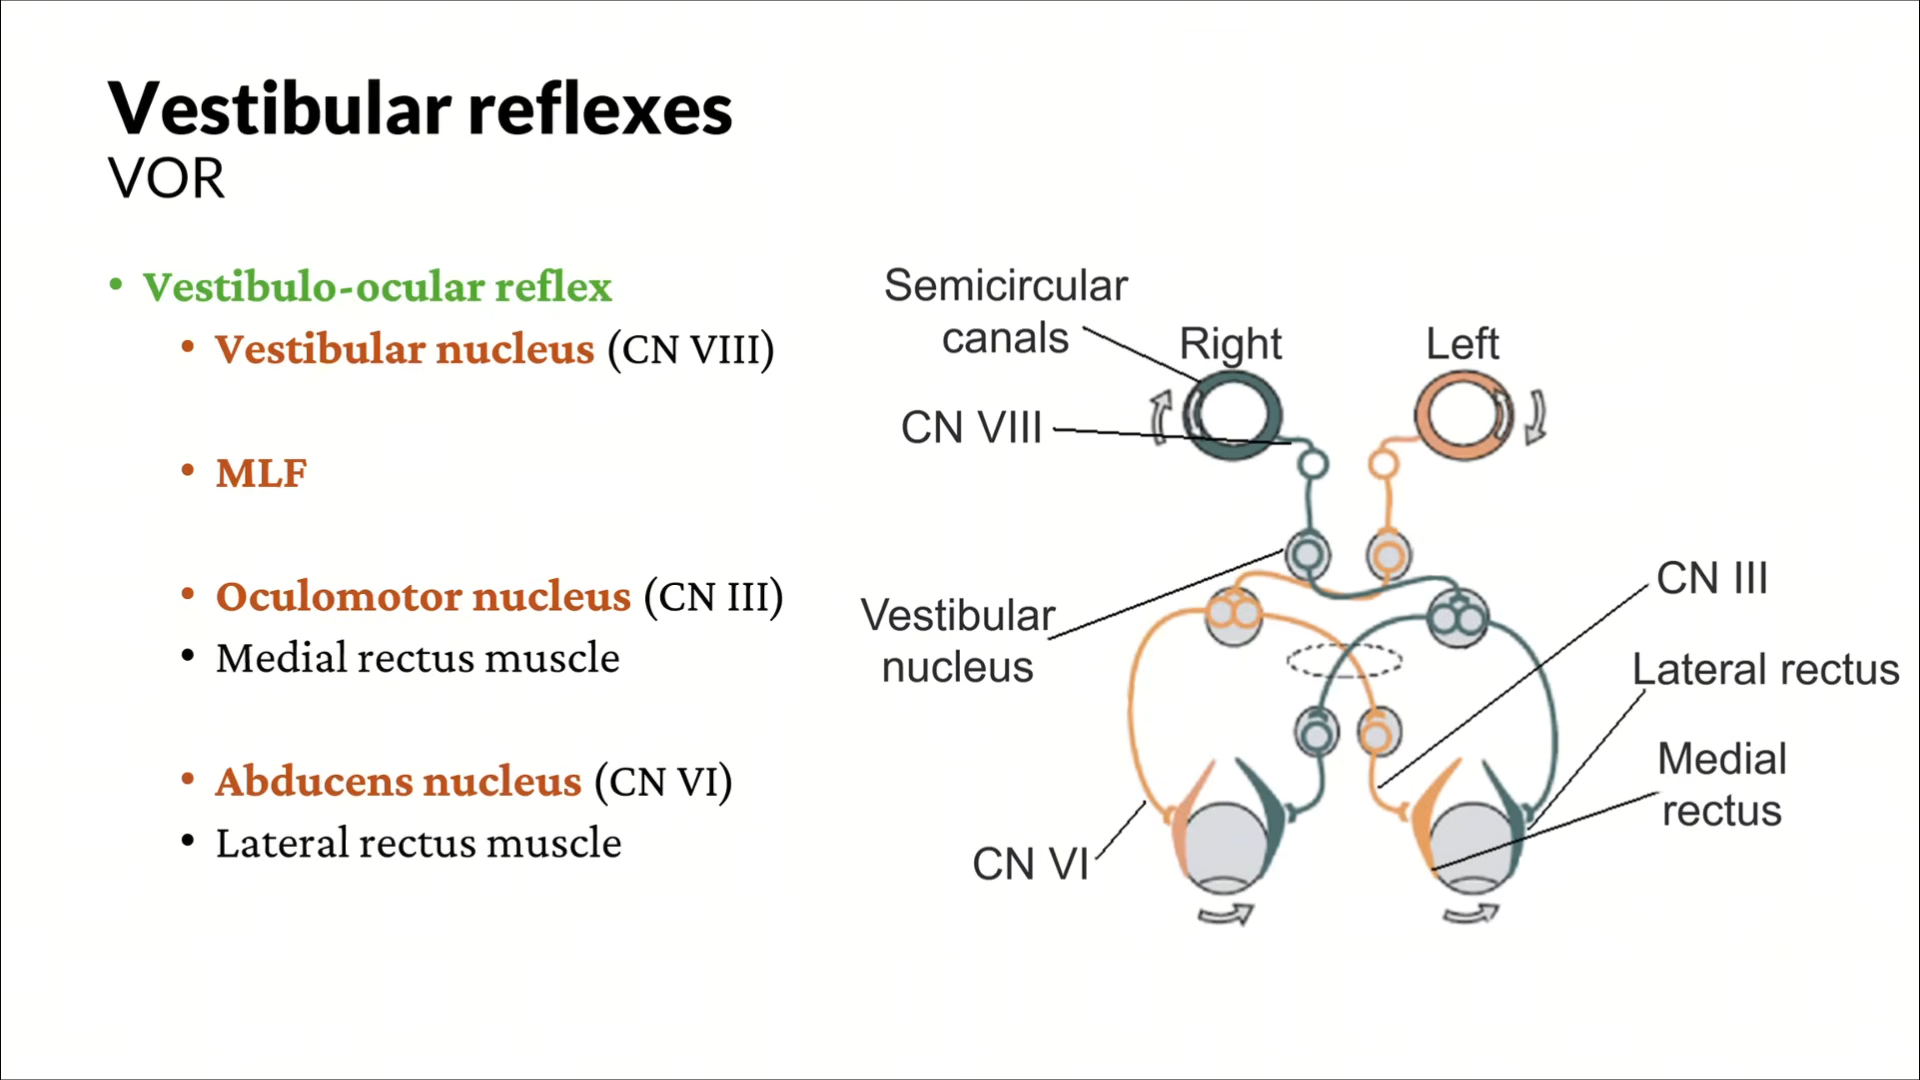 Vestibular reflexes
VOR
• Vestibulo-ocular reflex
• Vestibular nucleus (CN VIII)
• MLF
• Oculomotor nucleus (CN III)
• Medial rectus muscle
• Abducens nucleus (CN VI)
• Lateral rectus muscle
Semicircular
canals
Right
Left
CN VIII
Vestibular
nucleus
CN III
Lateral rectus
Medial
rectus
CN VI